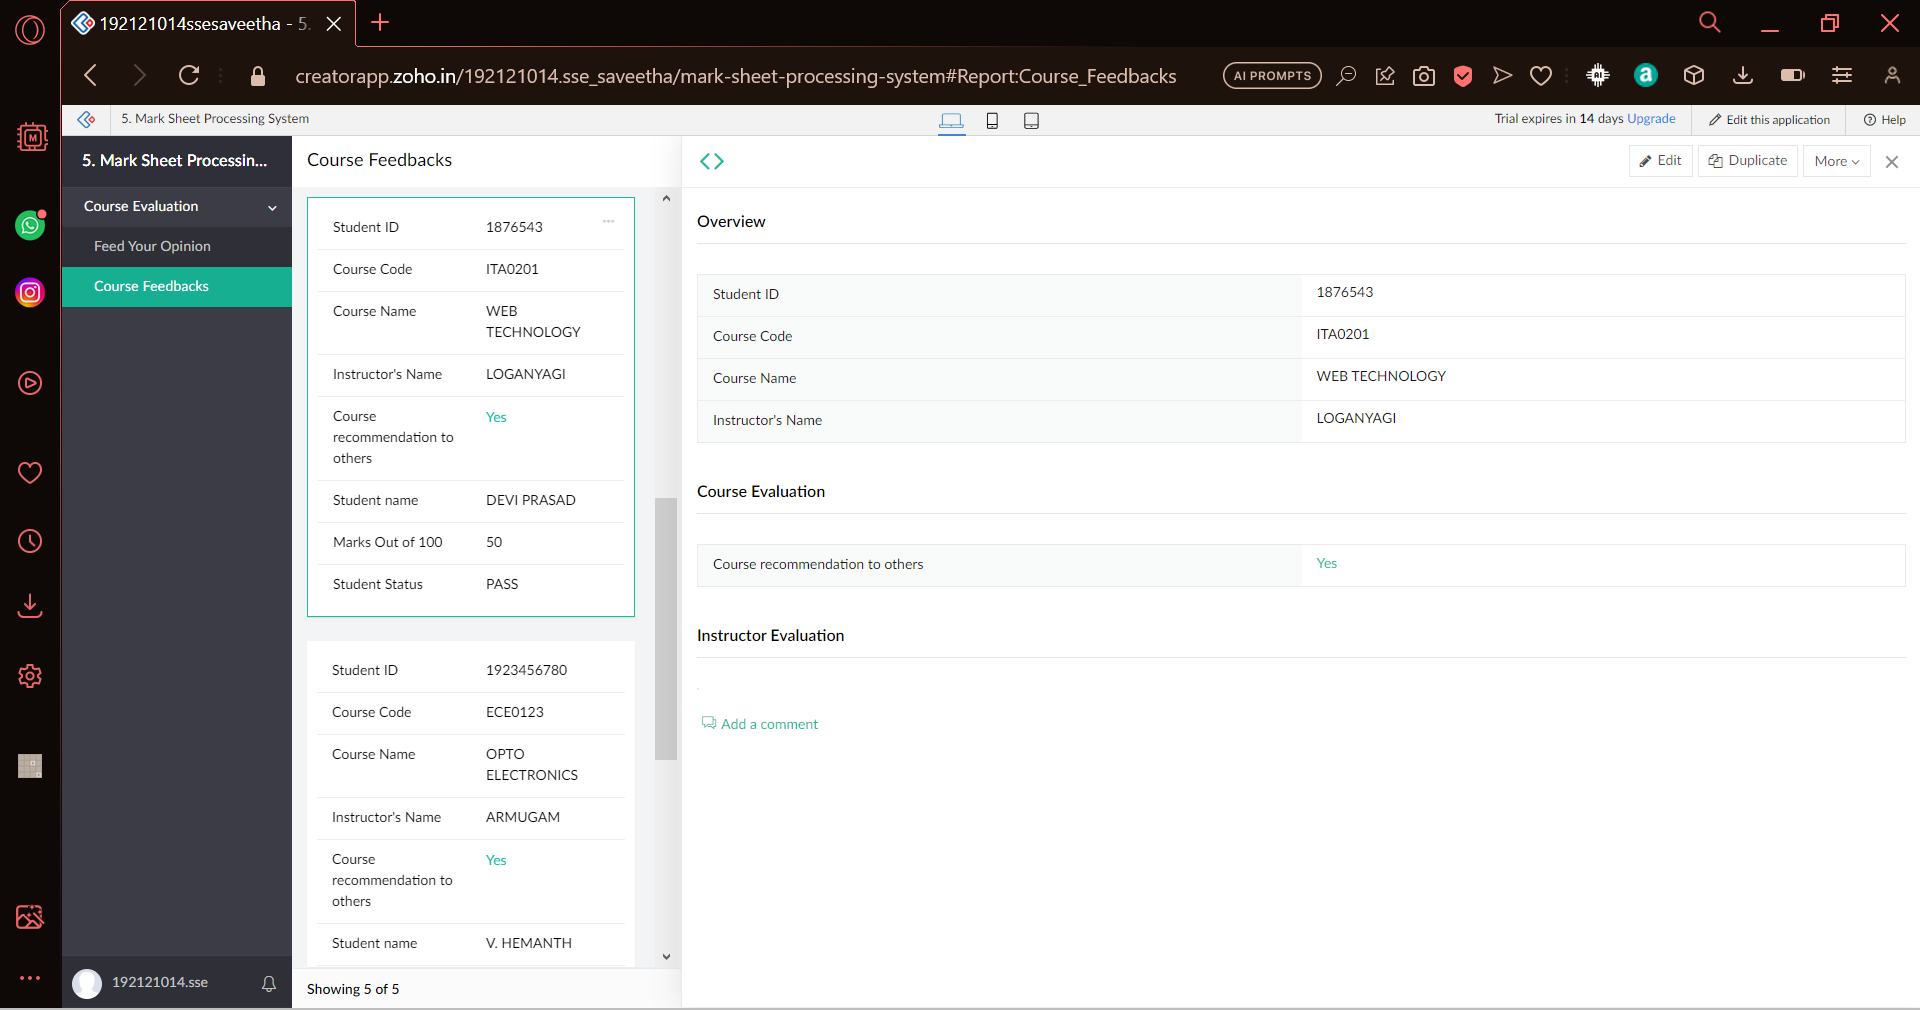 192121014ssesaveetha - 5.
creatorapp.zoho.in/192121014.sse_saveetha/mark-sheet-processing-system#Report:Course_Feedbacks
AI PROMPTS
5. Mark Sheet Processing System
Trial expires in 14 days Upgrade
Edit this application
Help
5. Mark Sheet Processin...
Course Evaluation
Feed Your Opinion
Course Feedbacks
192121014.sse
Course Feedbacks
Student ID 1876543
Course Code ITA0201
Course Name WEB
TECHNOLOGY
Instructor's Name LOGANYAGI
Course Yes
recommendation to
others
Student name DEVI PRASAD
Marks Out of 100 50
Student Status PASS
Student ID 1923456780
Course Code ECE0123
Course Name OPTO
ELECTRONICS
Instructor's Name ARMUGAM
Course Yes
recommendation to
others
Student name V. HEMANTH
Showing 5 of 5
Edit Duplicate More
Overview
Student ID 1876543
Course Code ITA0201
Course Name WEB TECHNOLOGY
Instructor's Name LOGANYAGI
Course Evaluation
Course recommendation to others Yes
Instructor Evaluation
Add a comment